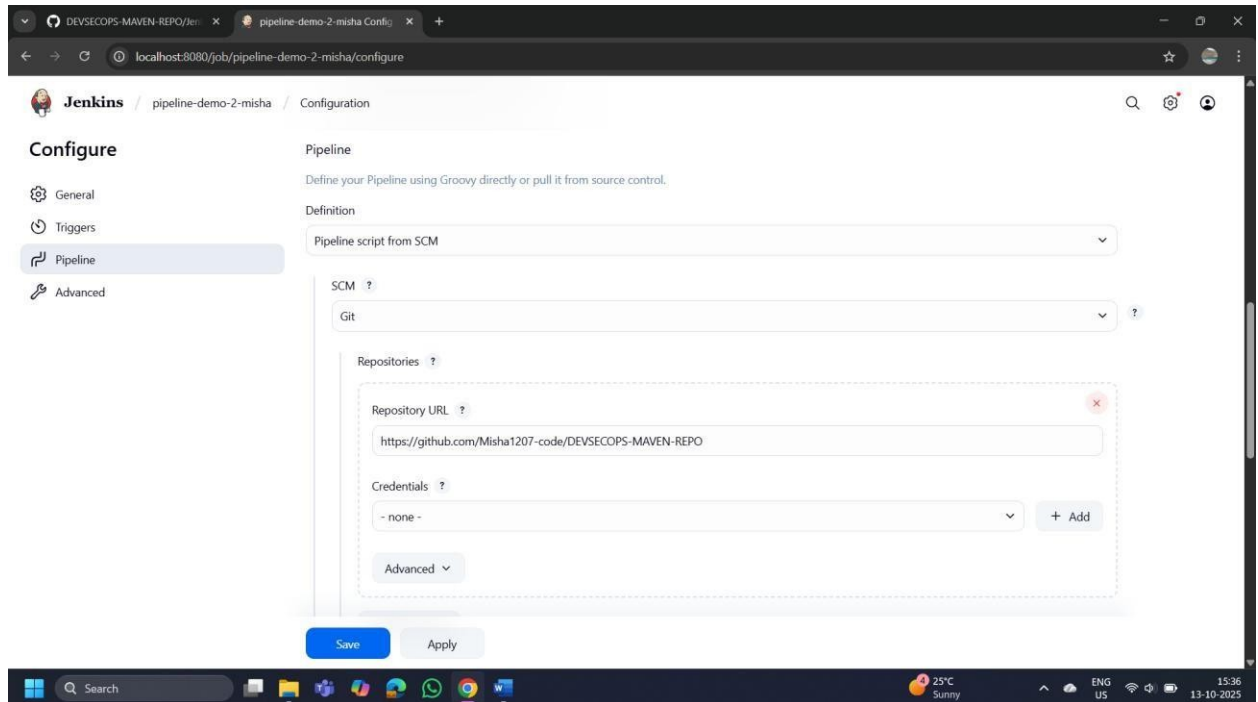 DEVSECOPS-MAVEN-REPO/Jen
pipeline-demo-2-misha Config
localhost:8080/job/pipeline-demo-2-misha/configure
Jenkins / pipeline-demo-2-misha / Configuration
Configure
General
Triggers
Pipeline
Advanced
Pipeline
Define your Pipeline using Groovy directly or pull it from source control.
Definition
Pipeline script from SCM
SCM ?
Git
?
Repositories ?
Repository URL ?
https://github.com/Misha1207-code/DEVSECOPS-MAVEN-REPO
Credentials ?
- none -
+ Add
Advanced
Save
Apply
Search
4
25°C
Sunny
ENG
US
15:36
13-10-2025